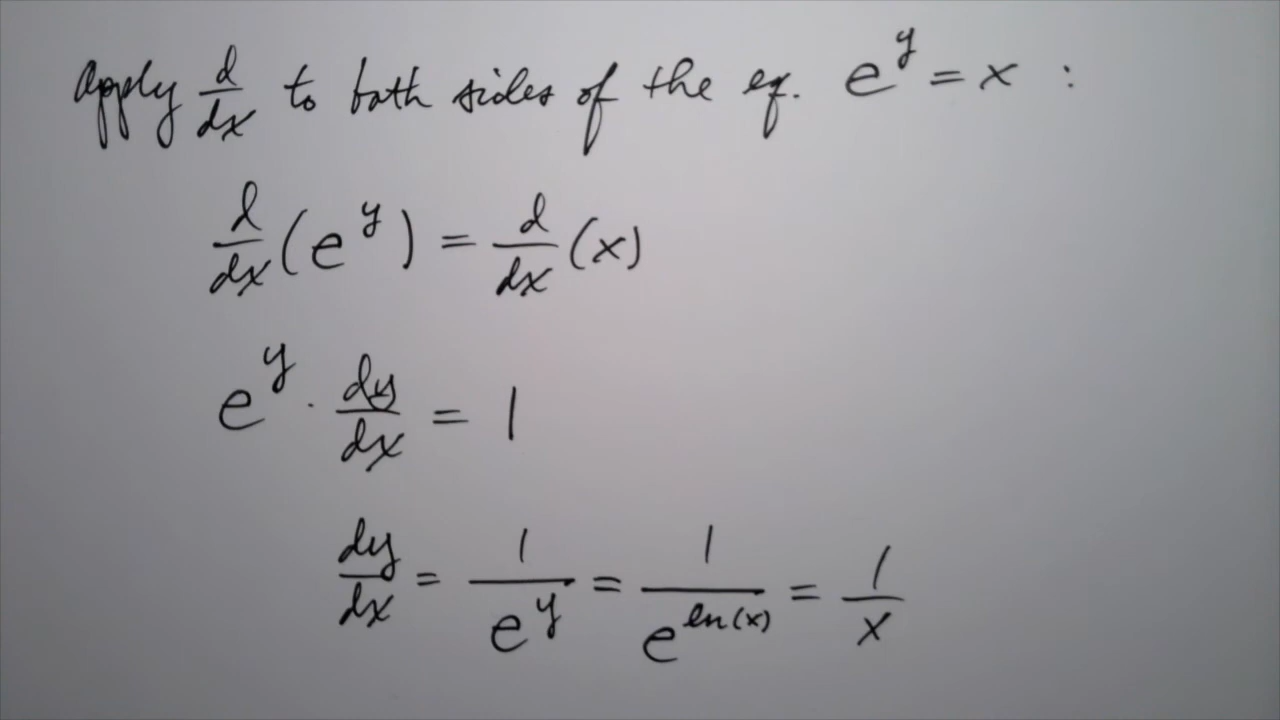 Apply d/dx to both sides of the eq. e^y = x :
d/dx (e^y) = d/dx (x)
e^y · dy/dx = 1
dy/dx = 1/e^y = 1/e^ln(x) = 1/x